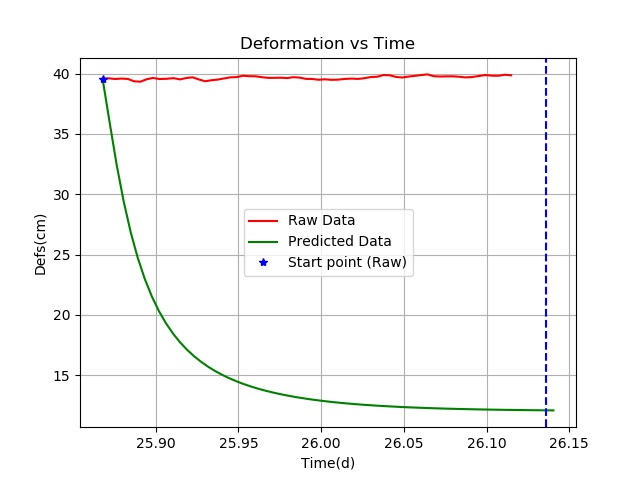 Deformation vs Time
40
35
30
25
20
15
Defs(cm)
Raw Data
Predicted Data
Start point (Raw)
25.90 25.95 26.00 26.05 26.10 26.15
Time(d)